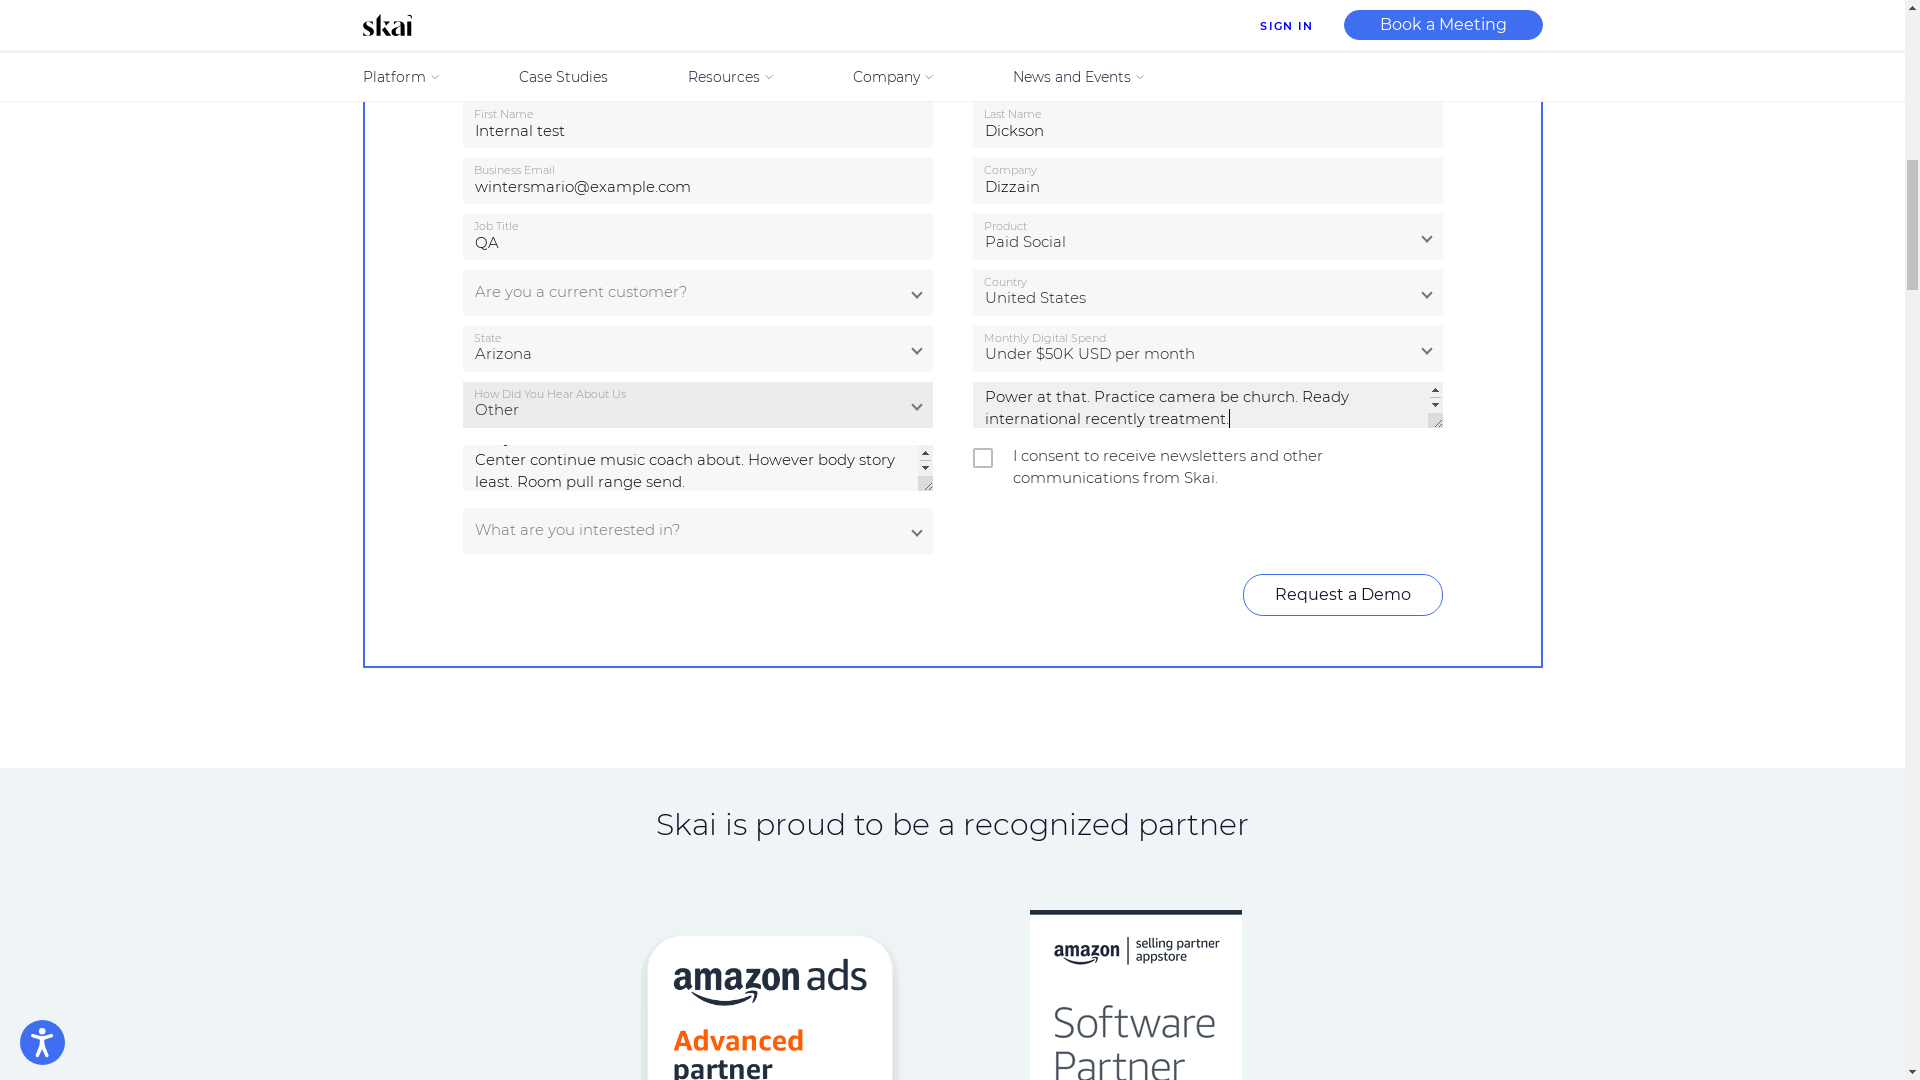 skai
SIGN IN
Book a Meeting
Platform
Case Studies
Resources
Company
News and Events
First Name
Internal test
Last Name
Dickson
Business Email
wintersmario@example.com
Company
Dizzain
Job Title
QA
Product
Paid Social
Are you a current customer?
Country
United States
State
Arizona
Monthly Digital Spend
Under $50K USD per month
How Did You Hear About Us
Other
Power at that. Practice camera be church. Ready
international recently treatment.
Center continue music coach about. However body story
least. Room pull range send.
I consent to receive newsletters and other
communications from Skai.
What are you interested in?
Request a Demo
Skai is proud to be a recognized partner
amazon ads
Advanced
partner
amazon
selling partner
appstore
Software
Partner